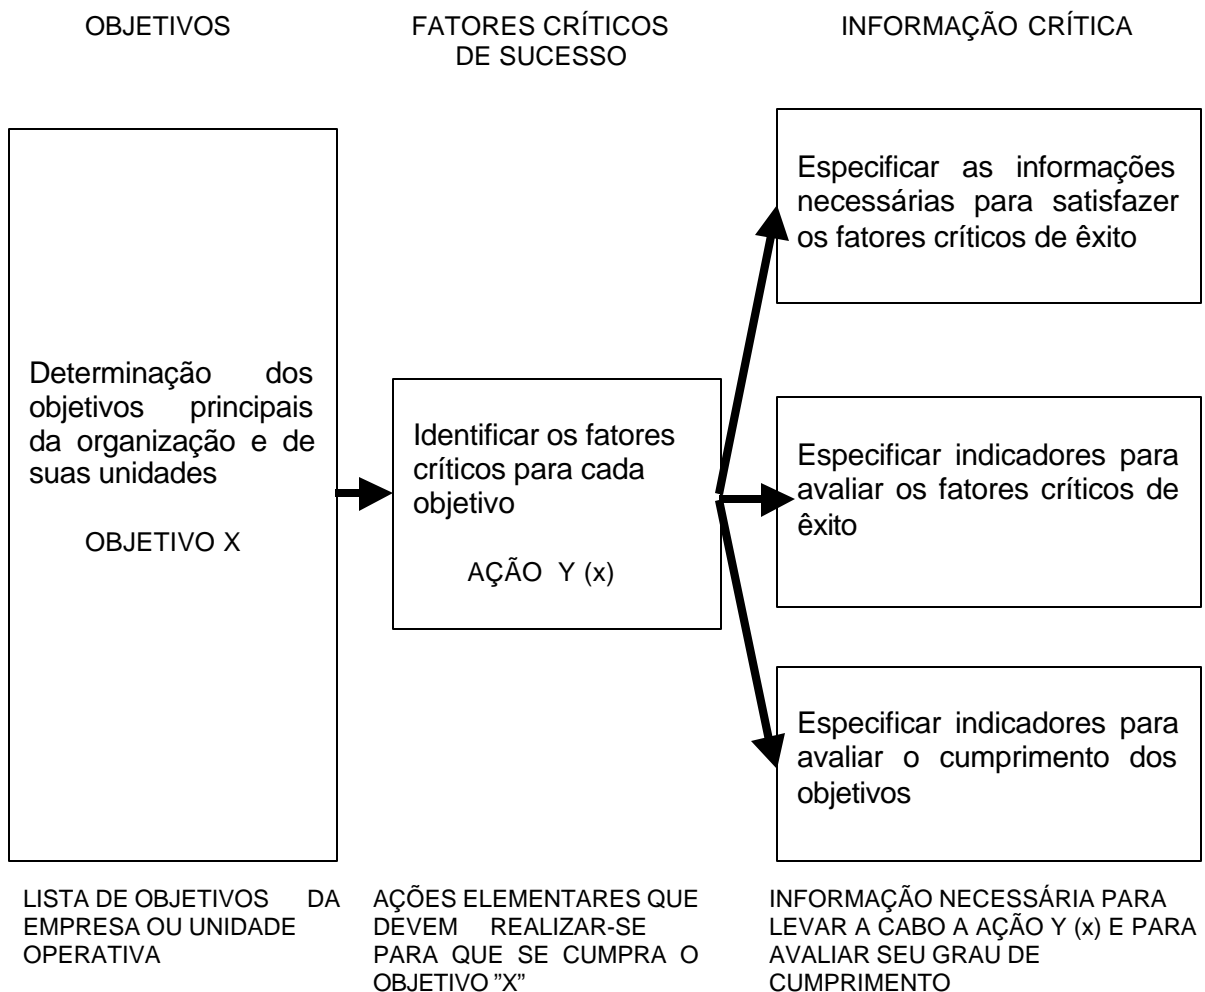 OBJETIVOS
FATORES CRÍTICOS
DE SUCESSO
INFORMAÇÃO CRÍTICA
Determinação dos
objetivos principais
da organização e de
suas unidades
OBJETIVO X
Identificar os fatores
críticos para cada
objetivo
AÇÃO Y (x)
Especificar as informações
necessárias para satisfazer
os fatores críticos de êxito
Especificar indicadores para
avaliar os fatores críticos de
êxito
Especificar indicadores para
avaliar o cumprimento dos
objetivos
LISTA DE OBJETIVOS DA
EMPRESA OU UNIDADE
OPERATIVA
AÇÕES ELEMENTARES QUE
DEVEM REALIZAR-SE
PARA QUE SE CUMPRA O
OBJETIVO ”X”
INFORMAÇÃO NECESSÁRIA PARA
LEVAR A CABO A AÇÃO Y (x) E PARA
AVALIAR SEU GRAU DE
CUMPRIMENTO